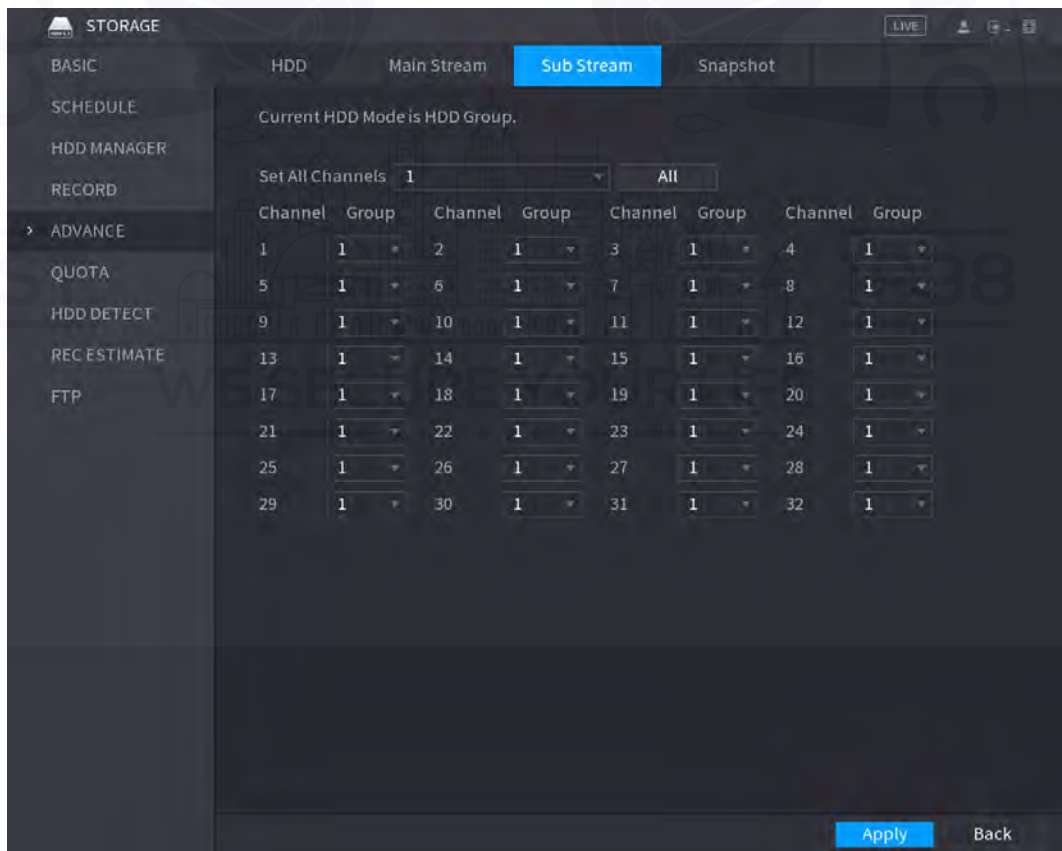 STORAGE LIVE
BASIC
SCHEDULE
HDD MANAGER
RECORD
> ADVANCE
QUOTA
HDD DETECT
REC ESTIMATE
FTP
HDD Main Stream Sub Stream Snapshot
Current HDD Mode is HDD Group.
Set All Channels 1 All
Channel Group Channel Group Channel Group Channel Group
1 1 2 1 3 1 4 1
5 1 6 1 7 1 8 1
9 1 10 1 11 1 12 1
13 1 14 1 15 1 16 1
17 1 18 1 19 1 20 1
21 1 22 1 23 1 24 1
25 1 26 1 27 1 28 1
29 1 30 1 31 1 32 1
WE SECURE YOUR LIFE
Apply Back